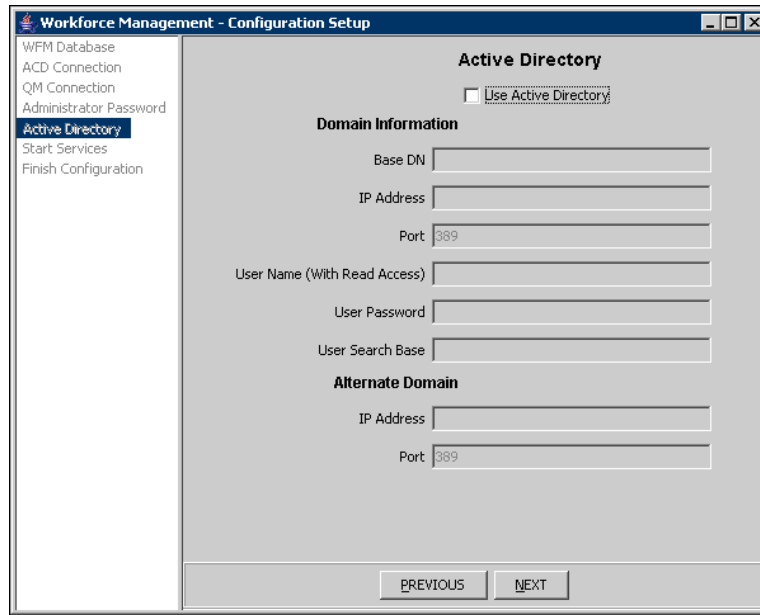 Workforce Management - Configuration Setup
WFM Database
ACD Connection
QM Connection
Administrator Password
Active Directory
Start Services
Finish Configuration
Active Directory
Use Active Directory
Domain Information
Base DN
IP Address
Port 389
User Name (With Read Access)
User Password
User Search Base
Alternate Domain
IP Address
Port 389
PREVIOUS NEXT